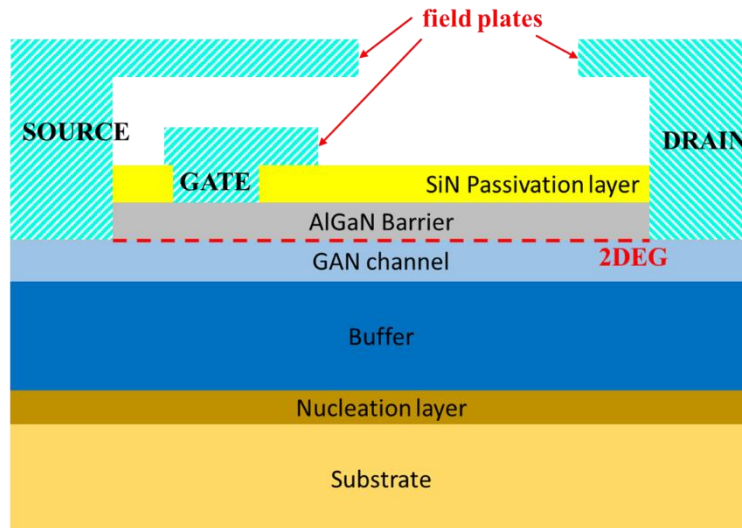 field plates
SOURCE
DRAIN
GATE
SiN Passivation layer
AlGaN Barrier
2DEG
GAN channel
Buffer
Nucleation layer
Substrate